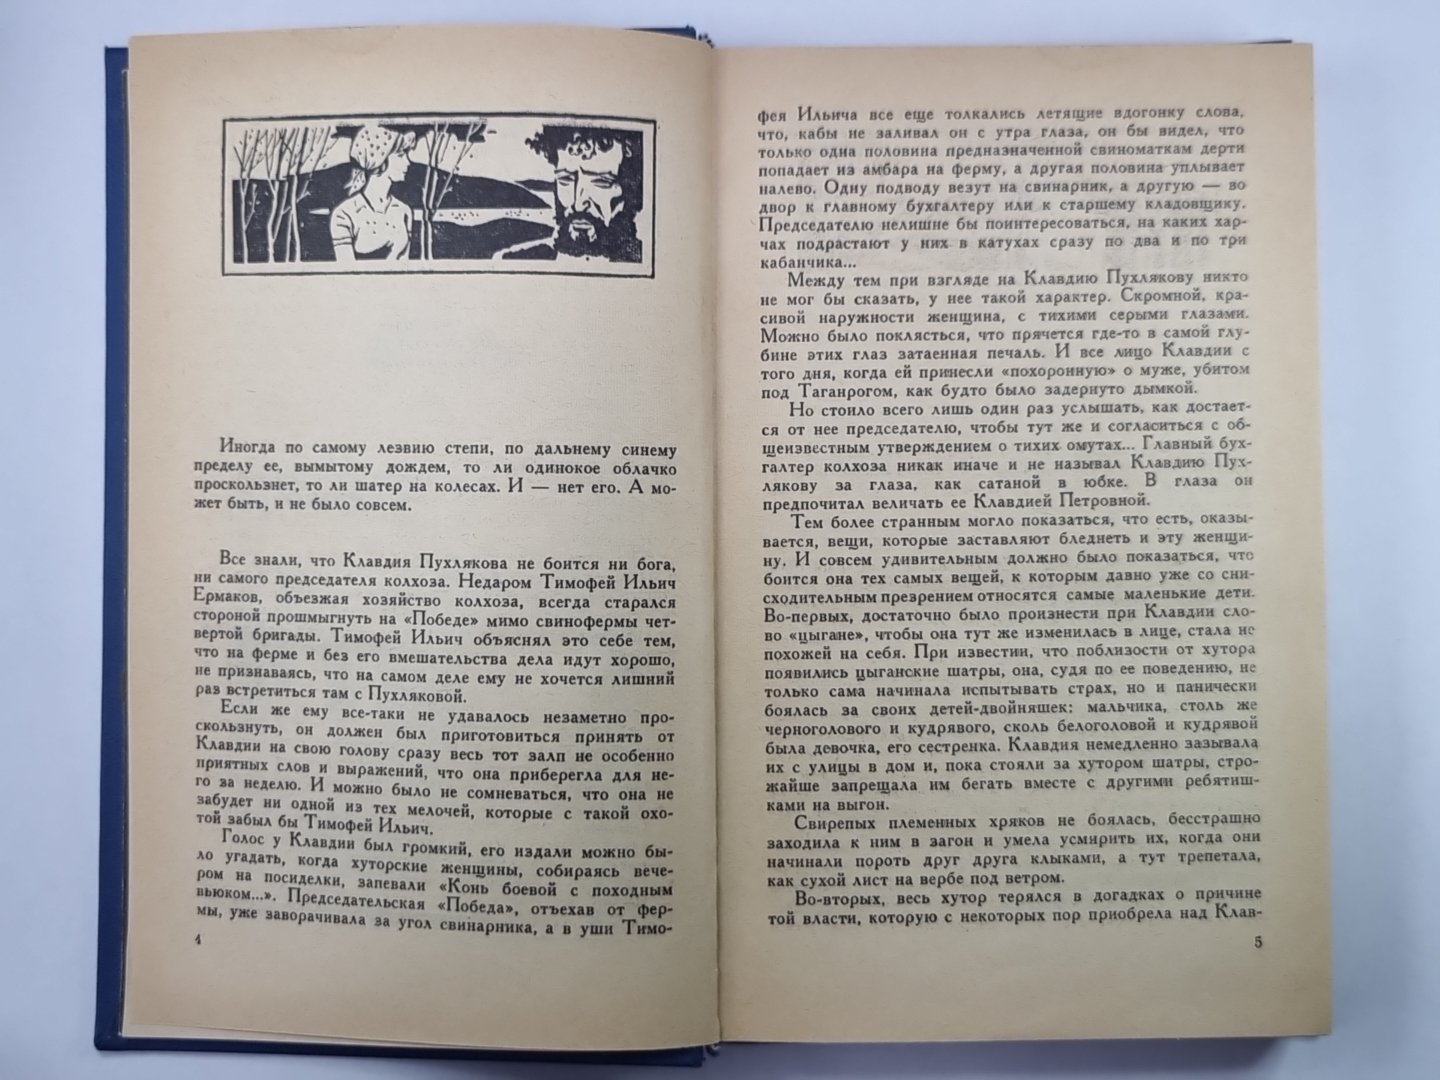 Иногда по самому лезвию степи, по дальнему синему
пределу ее, вымытому дождем, то ли одинокое облачко
проскользнет, то ли шатер на колесах. И — нет его. А мо-
жет быть, и не было совсем.
Все знали, что Клавдия Пухлякова не боится ни бога,
ни самого председателя колхоза. Недаром Тимофей Ильич
Ермаков, объезжая хозяйство колхоза, всегда старался
стороной прошмыгнуть на «Победе» мимо свинофермы чет-
вертой бригады. Тимофей Ильич объяснял это себе тем,
что на ферме и без его вмешательства дела идут хорошо,
не признаваясь, что на самом деле ему не хочется лишний
раз встретиться там с Пухляковой.
Если же ему все-таки не удавалось незаметно про-
скользнуть, он должен был приготовиться принять от
Клавдии на свою голову сразу весь тот залп не особенно
приятных слов и выражений, что она приберегла для не-
го за неделю. И можно было не сомневаться, что она не
забудет ни одной из тех мелочей, которые с такой охо-
той забыл бы Тимофей Ильич.
Голос у Клавдии был громкий, его издали можно бы-
ло угадать, когда хуторские женщины, собираясь вече-
ром на посиделки, запевали «Конь боевой с походным
вьюком...». Председательская «Победа», отъехав от фер-
мы, уже заворачивала за угол свинарника, а в уши Тимо-
4
фея Ильича все еще толкались летящие вдогонку слова,
что, кабы не заливал он с утра глаза, он бы видел, что
только одна половина предназначенной свиноматкам дерти
попадает из амбара на ферму, а другая половина уплывает
налево. Одну подводу везут на свинарник, а другую — во
двор к главному бухгалтеру или к старшему кладовщику.
Председателю нелишне бы поинтересоваться, на каких хар-
чах подрастают у них в катухах сразу по два и по три
кабанчика...
Между тем при взгляде на Клавдию Пухлякову никто
не мог бы сказать, у нее такой характер. Скромной, кра-
сивой наружности женщина, с тихими серыми глазами.
Можно было поклясться, что прячется где-то в самой глу-
бине этих глаз затаенная печаль. И все лицо Клавдии с
того дня, когда ей принесли «похоронную» о муже, убитом
под Таганрогом, как будто было задернуто дымкой.
Но стоило всего лишь один раз услышать, как достает-
ся от нее председателю, чтобы тут же и согласиться с об-
щеизвестным утверждением о тихих омутах... Главный бух-
галтер колхоза никак иначе и не называл Клавдию Пух-
лякову за глаза, как сатаной в юбке. В глаза он
предпочитал величать ее Клавдией Петровной.
Тем более странным могло показаться, что есть, оказы-
вается, вещи, которые заставляют бледнеть и эту женщи-
ну. И совсем удивительным должно было показаться, что
боится она тех самых вещей, к которым давно уже со сни-
сходительным презрением относятся самые маленькие дети.
Во-первых, достаточно было произнести при Клавдии сло-
во «цыгане», чтобы она тут же изменилась в лице, стала не
похожей на себя. При известии, что поблизости от хутора
появились цыганские шатры, она, судя по ее поведению, не
только сама начинала испытывать страх, но и панически
боялась за своих детей-двойняшек: мальчика, столь же
черноголового и кудрявого, сколь белоголовой и кудрявой
была девочка, его сестренка. Клавдия немедленно зазывала
их с улицы в дом и, пока стояли за хутором шатры, стро-
жайше запрещала им бегать вместе с другими ребятиш-
ками на выгон.
Свирепых племенных хряков не боялась, бесстрашно
заходила к ним в загон и умела усмирить их, когда они
начинали пороть друг друга клыками, а тут трепетала,
как сухой лист на вербе под ветром.
Во-вторых, весь хутор терялся в догадках о причине
той власти, которую с некоторых пор приобрела над Клав-
5